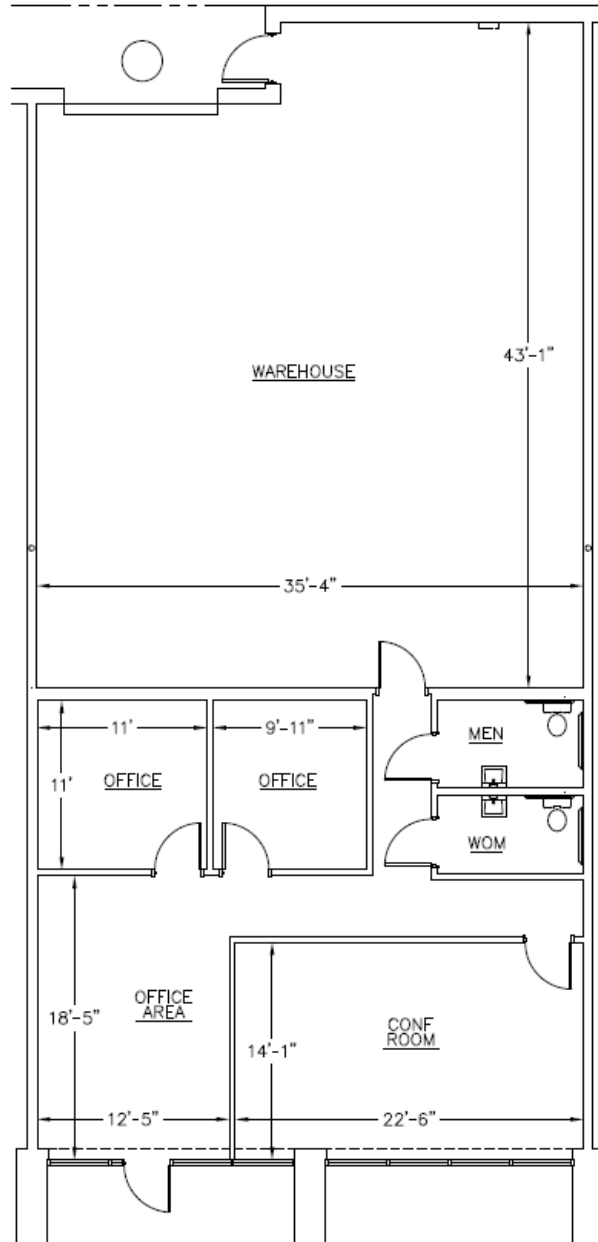 WAREHOUSE
43'-1"
35'-4"
11'
9'-11"
MEN
11'
OFFICE
OFFICE
WOM
OFFICE
AREA
18'-5"
CONF
ROOM
14'-1"
12'-5"
22'-6"